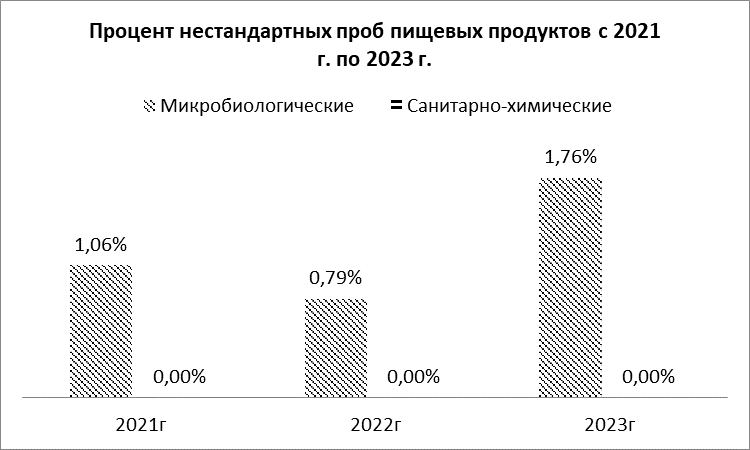 Процент нестандартных проб пищевых продуктов с 2021
г. по 2023 г.
Микробиологические Санитарно-химические
1,76%
1,06%
0,79%
0,00% 0,00% 0,00%
2021г 2022г 2023г